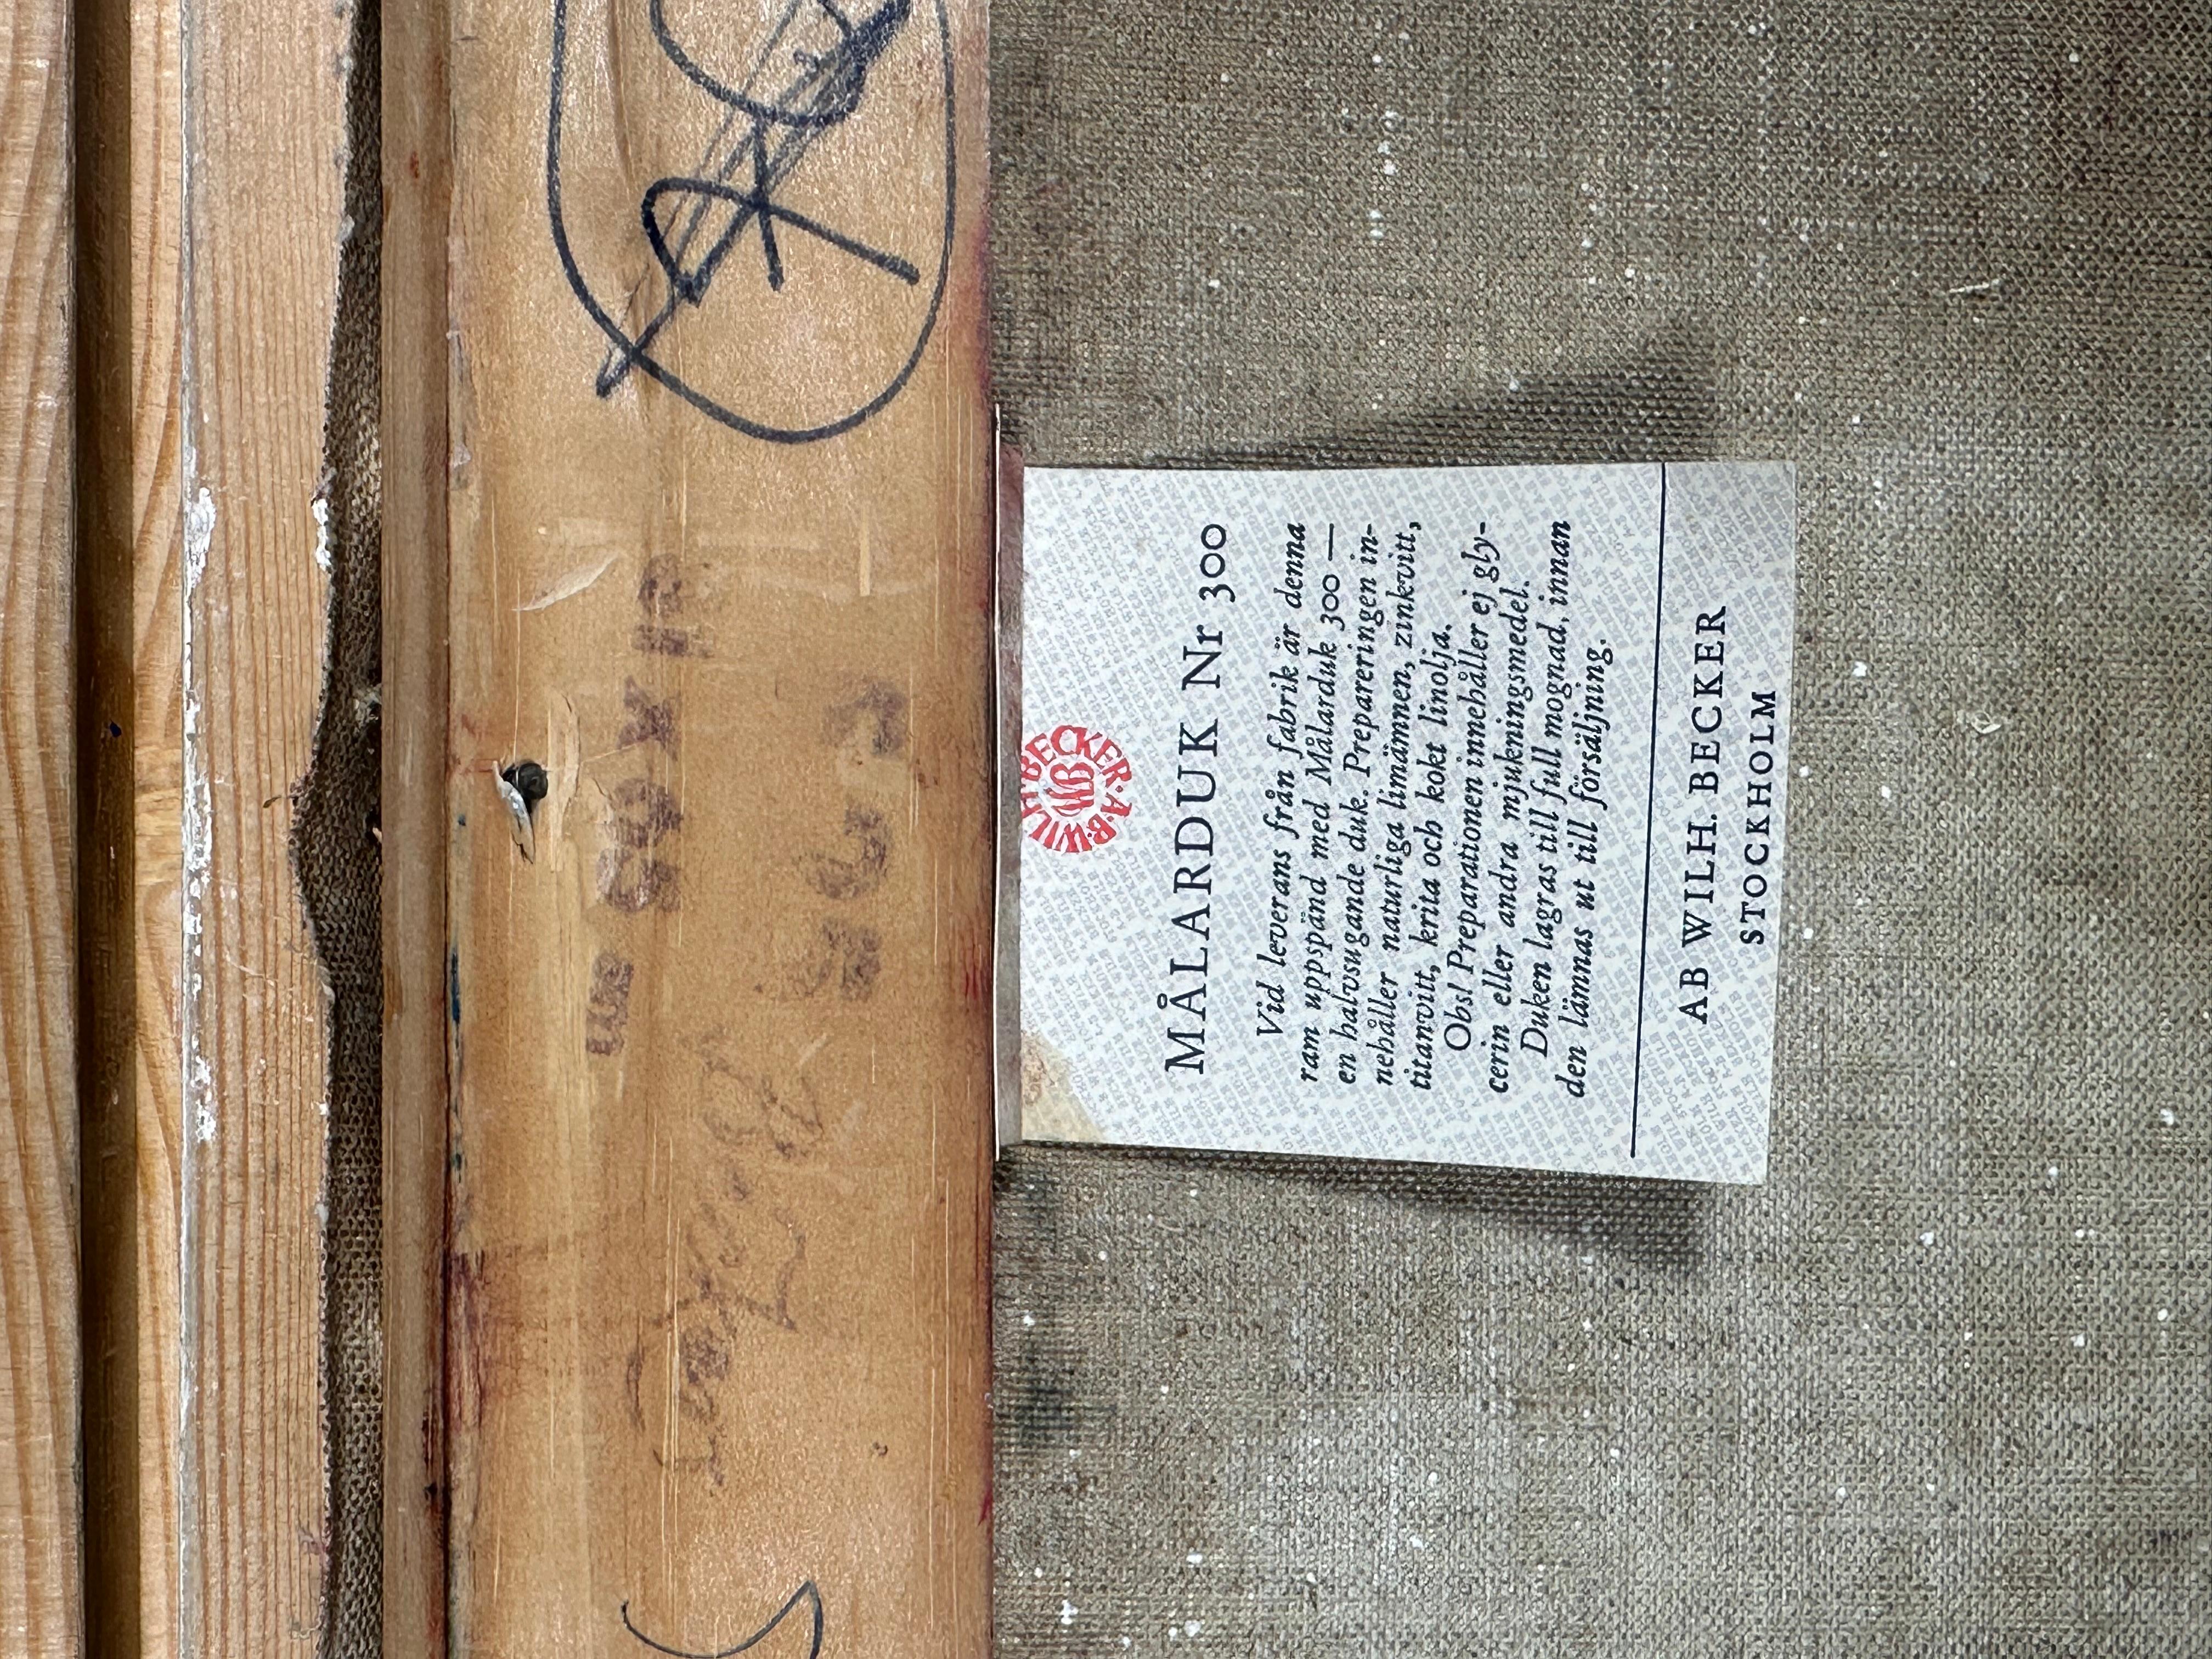 WILH. BECKER. A.B.
WB
MÅLARDUK Nr 300
Vid leverans från fabrik är denna
ram uppspänd med Målarduk 300 —
en halvsugande duk. Prepareringen in-
nehåller naturliga limämnen, zinkvitt,
titanvitt, krita och kokt linolja.
Obs! Preparationen innehåller ej gly-
cerin eller andra mjukningsmedel.
Duken lagras till full mognad, innan
den lämnas ut till försäljning.
AB WILH. BECKER
STOCKHOLM